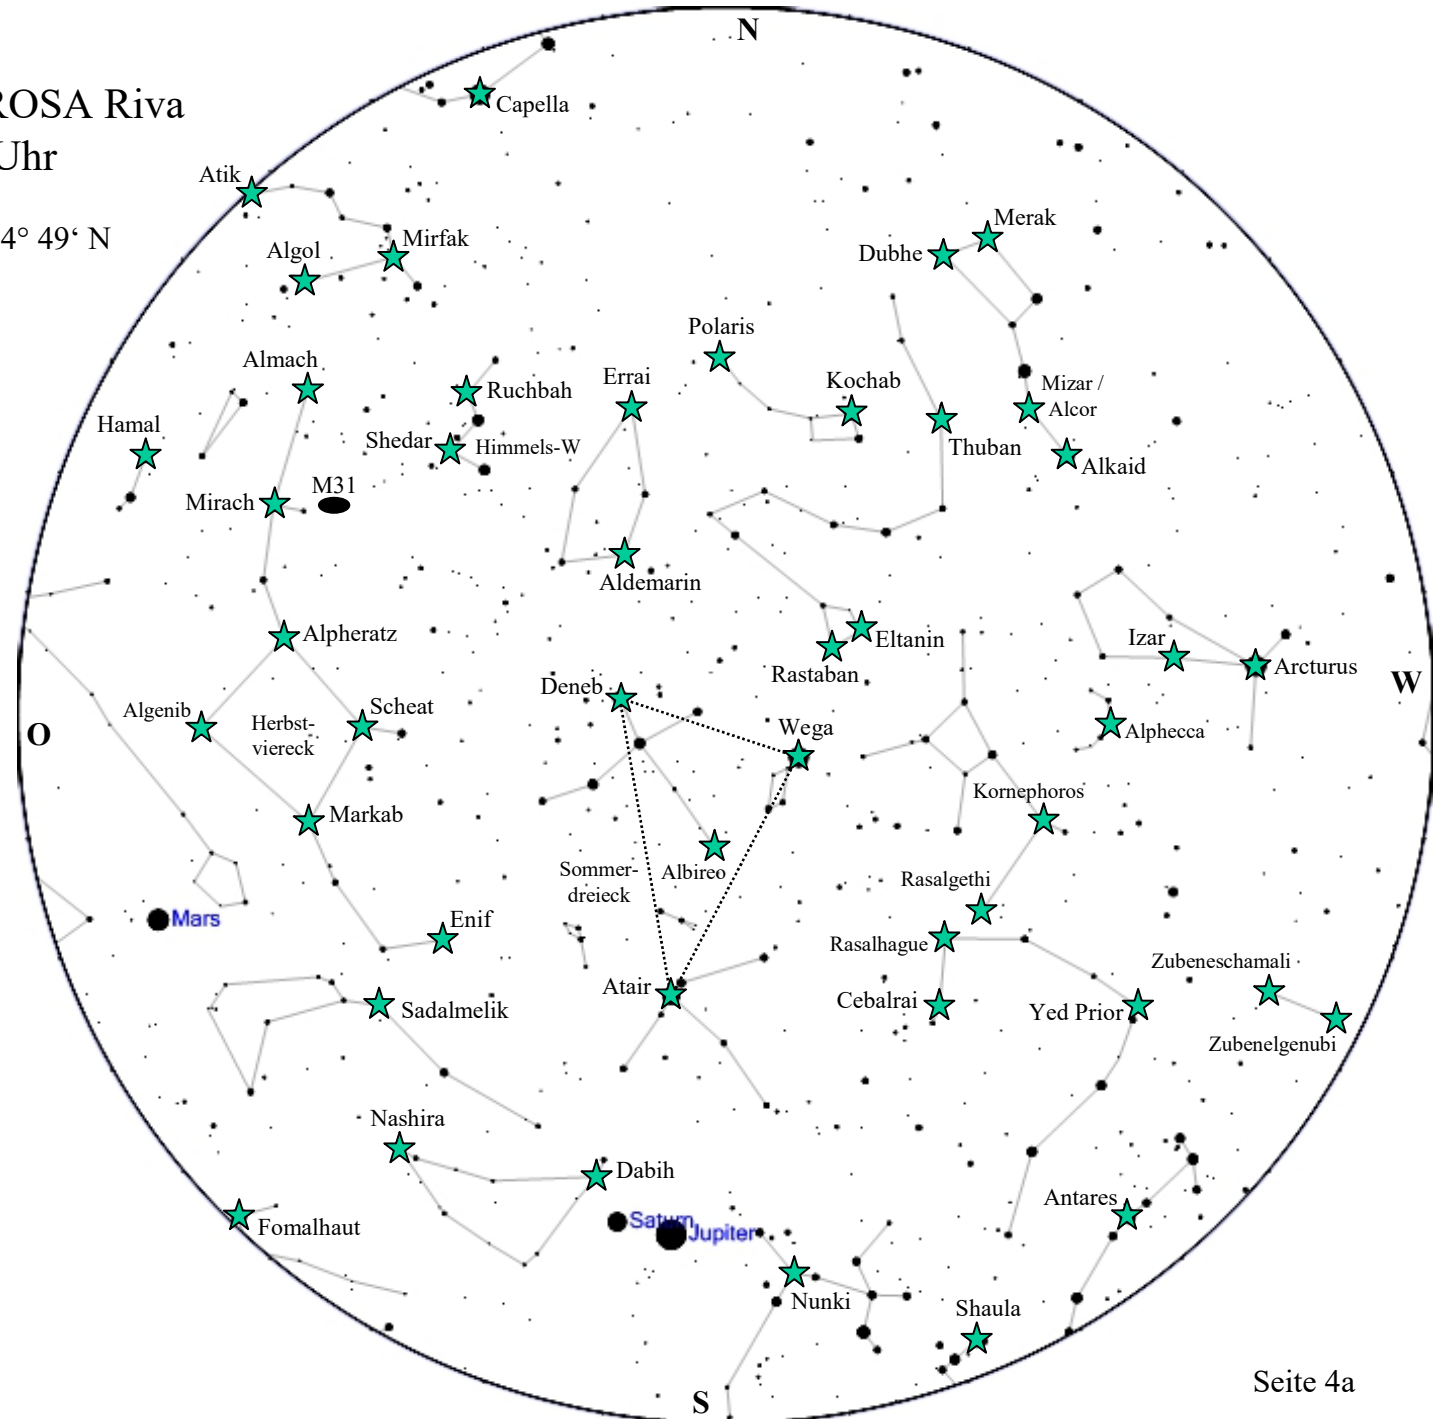 N
ROSA Riva
Capella
Uhr
Atik
4° 49‘ N
Algol
Mirfak
Merak
Dubhe
Polaris
Almach
Ruchbah
Errai
Kochab
Mizar /
Alcor
Hamal
Shedar
Himmels-W
Thuban
Alkaid
M31
Mirach
Aldemarin
Alpheratz
Eltanin
Izar
Arcturus
Rastaban
Deneb
W
Algenib
Scheat
Herbst-
viereck
Wega
Alphecca
O
Kornephoros
Markab
Sommer-
dreieck
Albireo
Rasalgethi
Mars
Enif
Rasalhague
Zubeneschamali
Atair
Cebalrai
Sadalmelik
Yed Prior
Zubenelgenubi
Nashira
Dabih
Antares
Fomalhaut
Saturn
Jupiter
Nunki
Shaula
Seite 4a
S